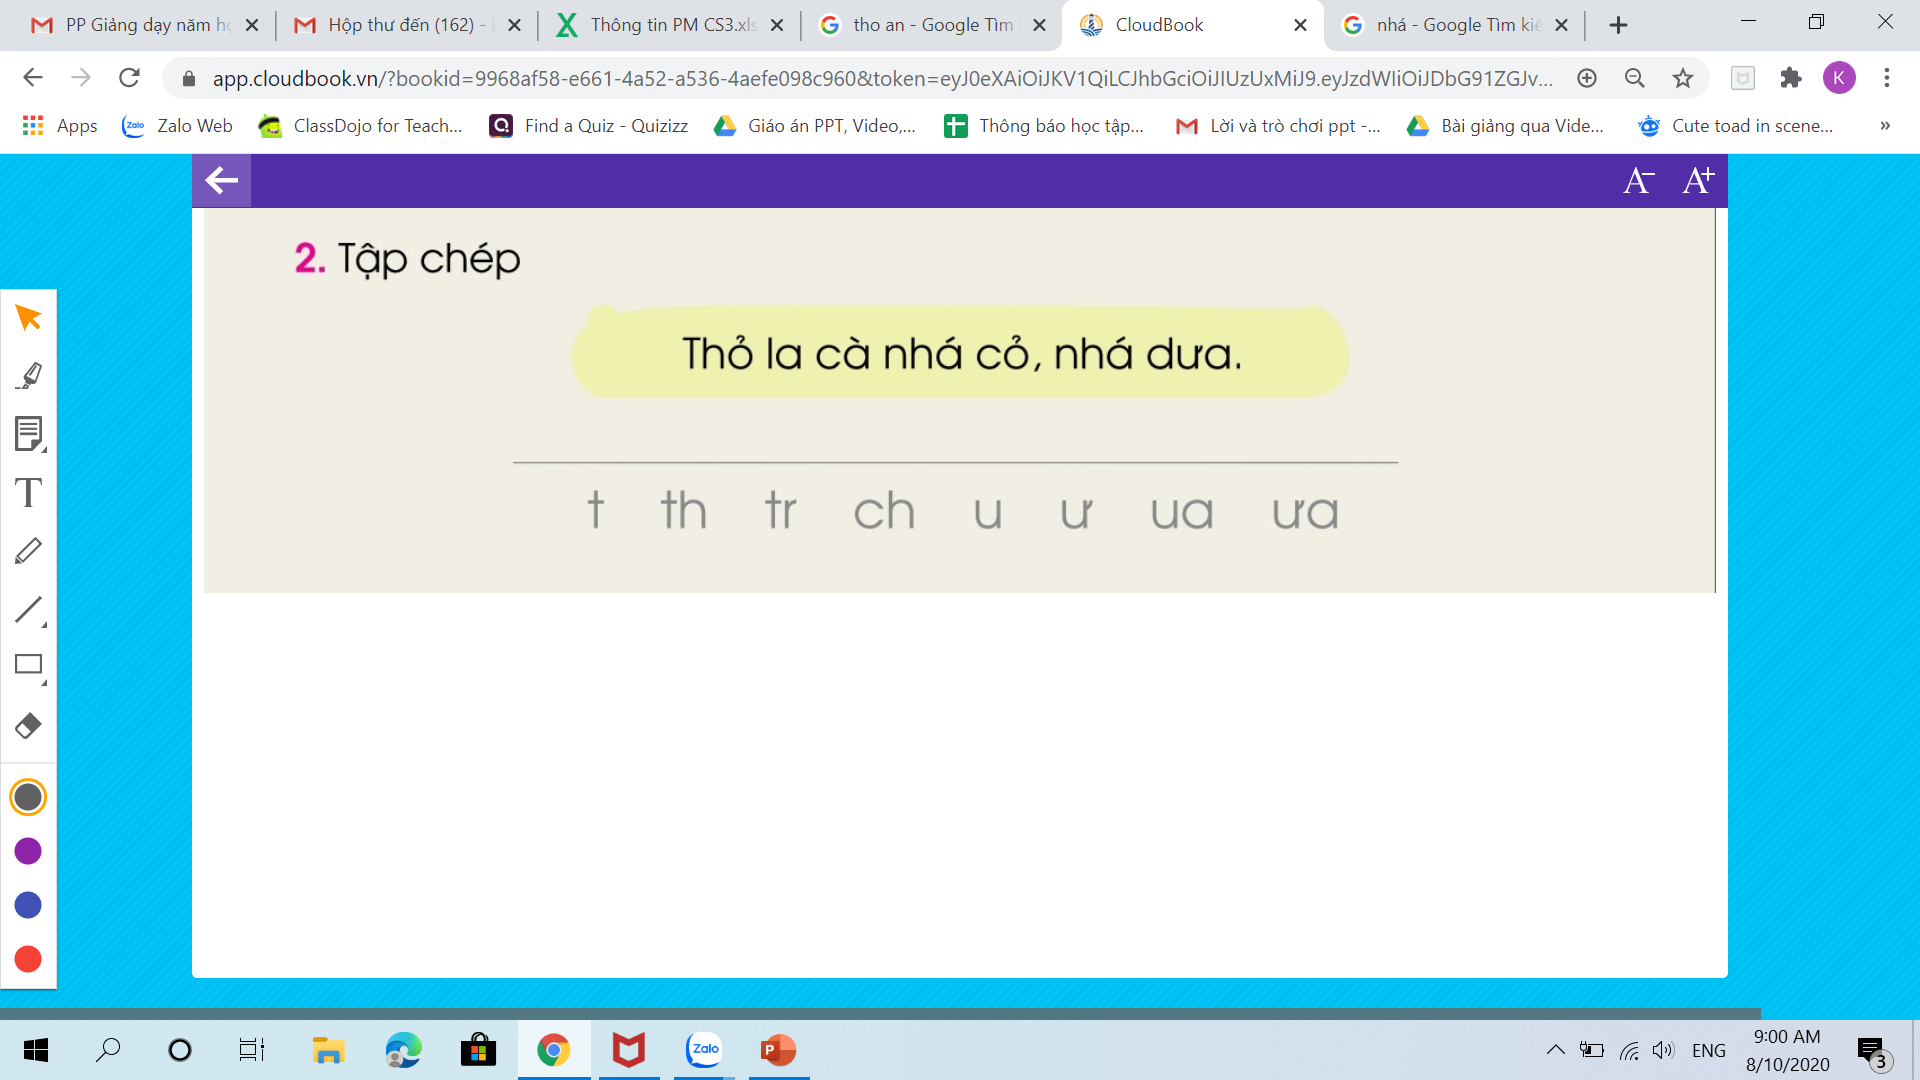 PP Giảng dạy năm họ
Hộp thư đến (162) -
Thông tin PM CS3.xls
tho an - Google Tìm
CloudBook
nhá - Google Tìm kiế
app.cloudbook.vn/?bookid=9968af58-e661-4a52-a536-4aefe098c960&token=eyJ0eXAiOiJKV1QiLCJhbGciOiJIUzUxMiJ9.eyJzdWIiOiJDbG91ZGJv...
K
Apps
Zalo Web
ClassDojo for Teach...
Find a Quiz - Quizizz
Giáo án PPT, Video,...
Thông báo học tập...
Lời và trò chơi ppt -...
Bài giảng qua Vide...
Cute toad in scene...
»
A- A+
2. Tập chép
Thỏ la cà nhá cỏ, nhá dưa.
t th tr ch u ư ua ưa
T
Zalo
P
ENG
9:00 AM
8/10/2020
3